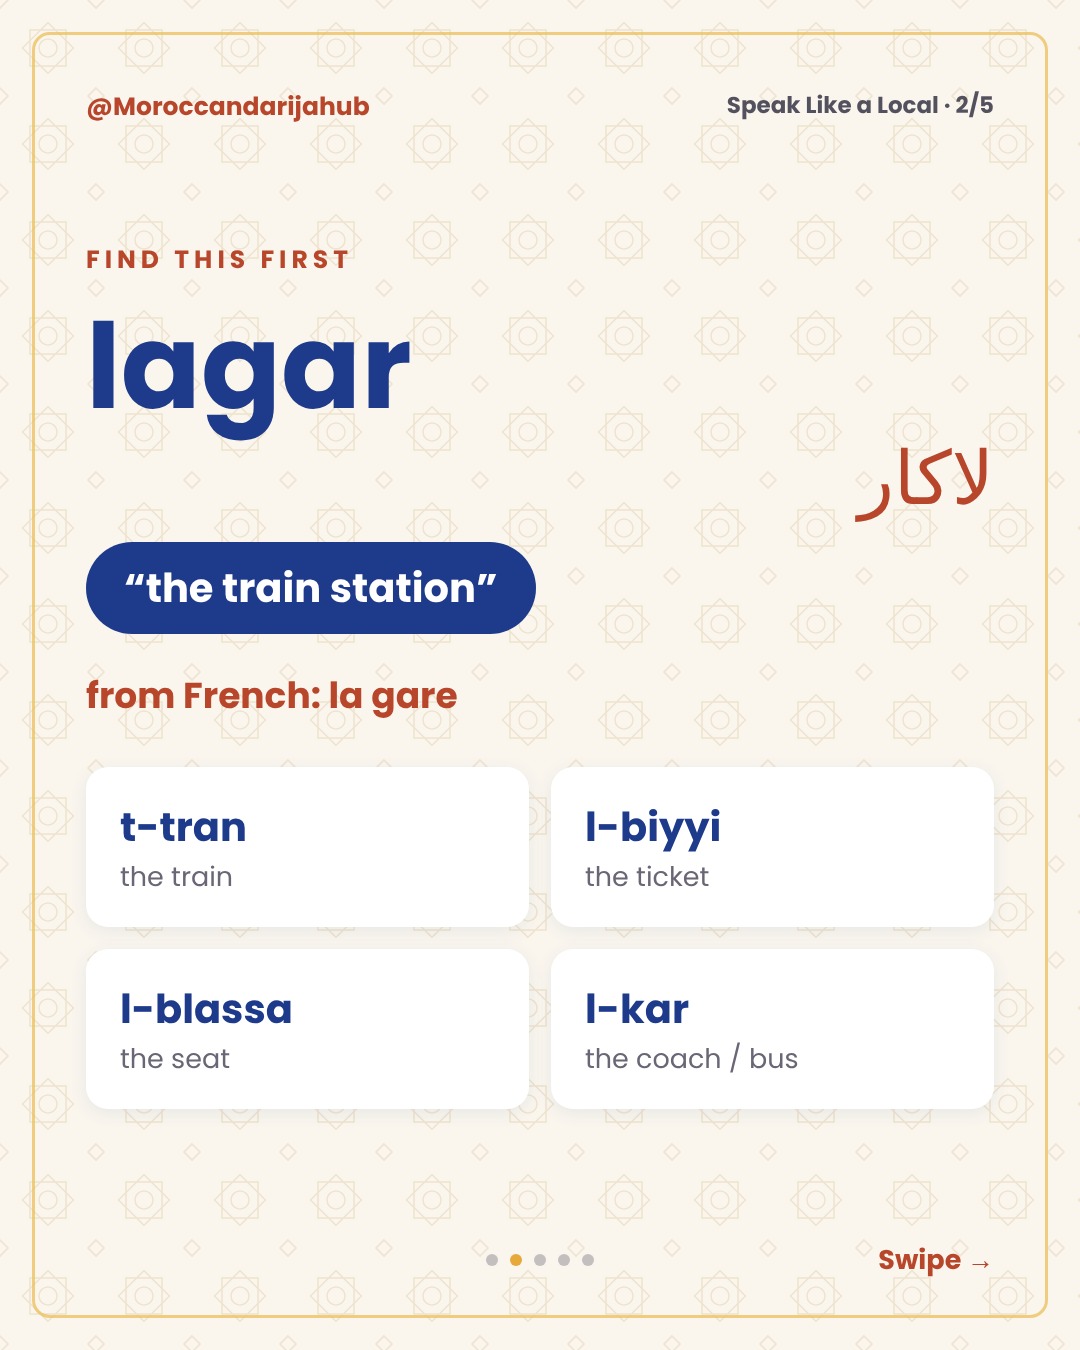 @Moroccandarijahub
Speak Like a Local · 2/5
FIND THIS FIRST
lagar
لاكار
“the train station”
from French: la gare
t-tran
the train
l-biyyi
the ticket
l-blassa
the seat
l-kar
the coach / bus
Swipe →